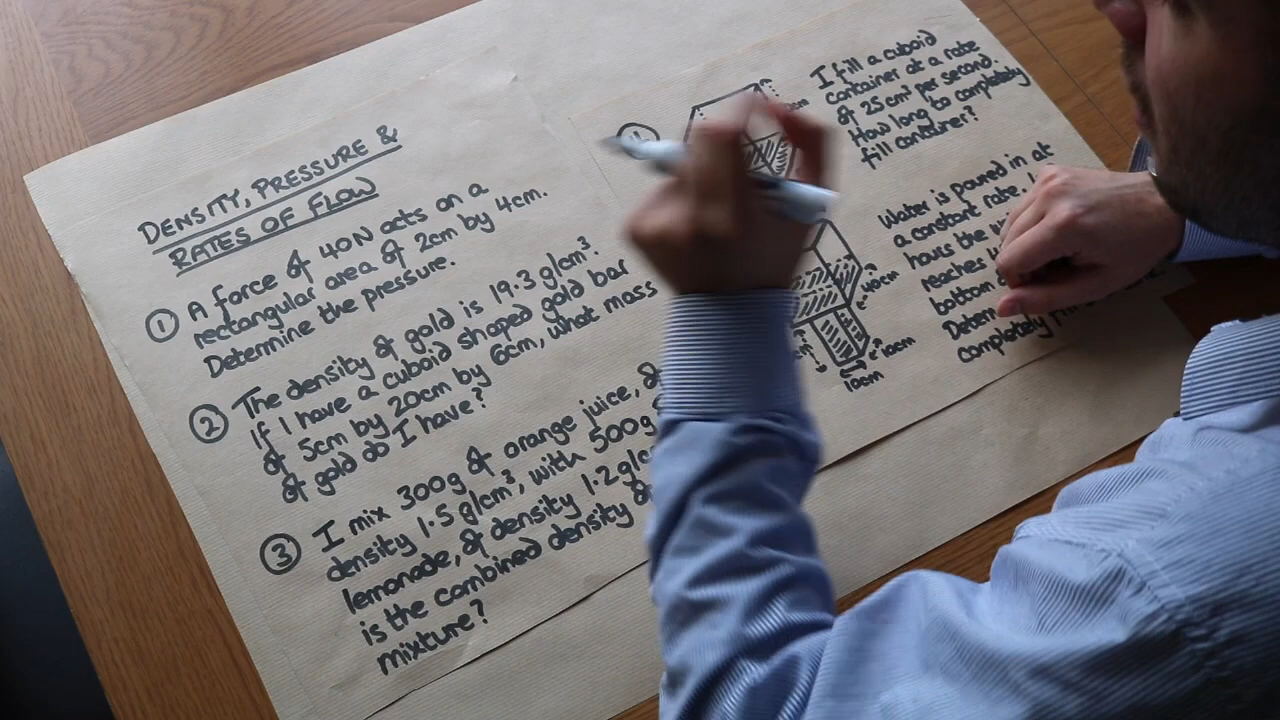 DENSITY, PRESSURE &
RATES OF FLOW
① A force of 40N acts on a
rectangular area of 2cm by 4cm.
Determine the pressure.
② The density of gold is 19.3 g/cm³.
If I have a cuboid shaped gold bar
of 5cm by 20cm by 6cm, what mass
of gold do I have?
③ I mix 300g of orange juice, of
density 1.5 g/cm³, with 500g
lemonade, of density 1.2 g/cm
is the combined density
mixture?
④
I fill a cuboid
container at a rate
of 25cm³ per second.
How long to completely
fill container?
Water is poured in at
a constant rate.
hours the
reaches
bottom
completely
40cm
10cm
10cm